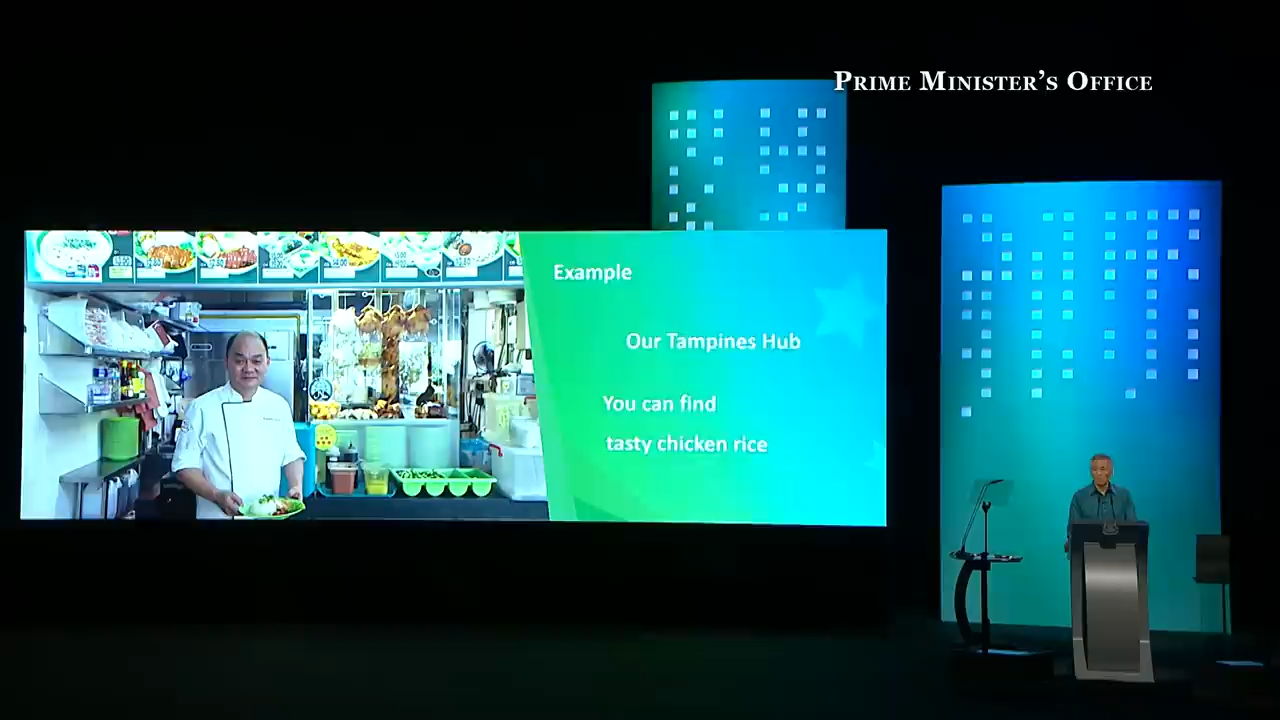 PRIME MINISTER'S OFFICE
Example
Our Tampines Hub
You can find
tasty chicken rice